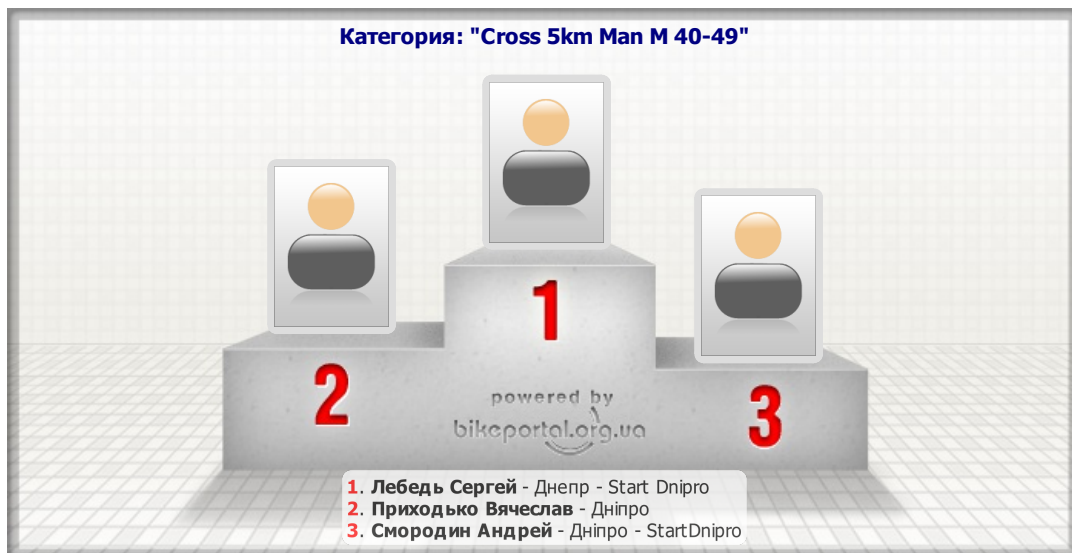 Категория: "Cross 5km Man M 40-49"
1
2
3
powered by
bikeportal.org.ua
1. Лебедь Сергей - Днепр - Start Dnipro
2. Приходько Вячеслав - Дніпро
3. Смородин Андрей - Дніпро - StartDnipro